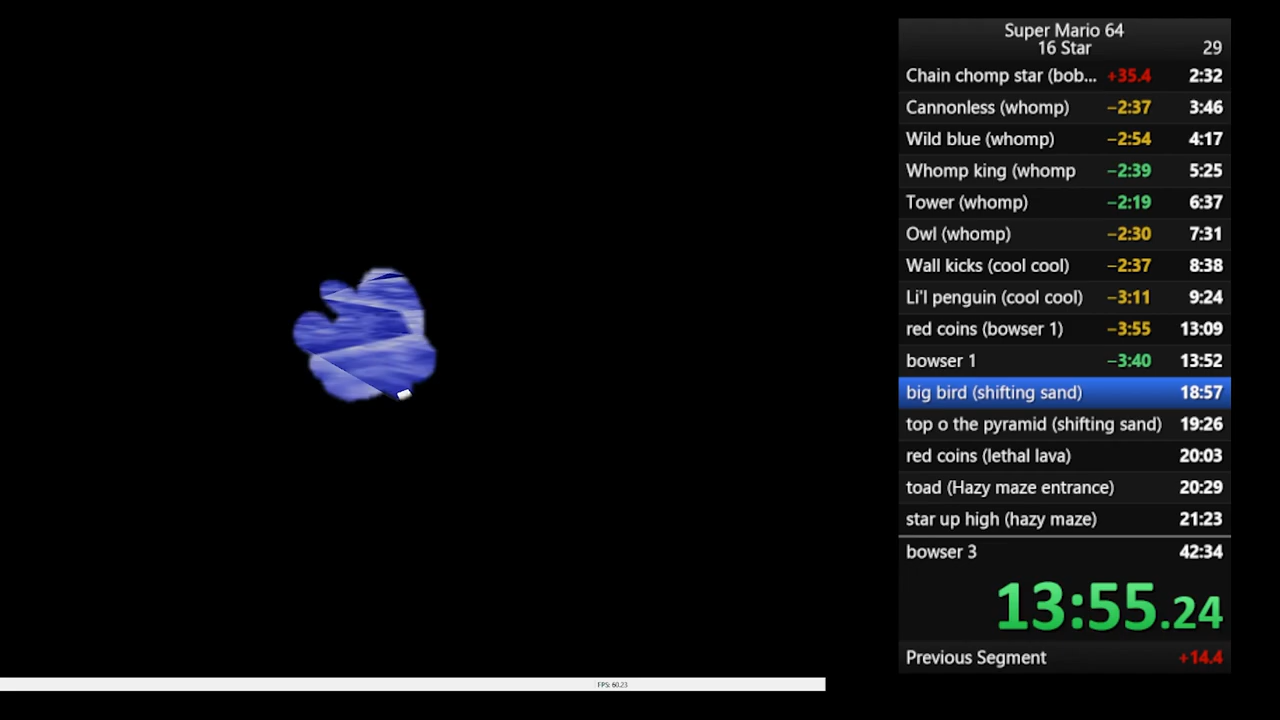 Super Mario 64
16 Star 29
Chain chomp star (bob... +35.4 2:32
Cannonless (whomp) −2:37 3:46
Wild blue (whomp) −2:54 4:17
Whomp king (whomp −2:39 5:25
Tower (whomp) −2:19 6:37
Owl (whomp) −2:30 7:31
Wall kicks (cool cool) −2:37 8:38
Li'l penguin (cool cool) −3:11 9:24
red coins (bowser 1) −3:55 13:09
bowser 1 −3:40 13:52
big bird (shifting sand) 18:57
top o the pyramid (shifting sand) 19:26
red coins (lethal lava) 20:03
toad (Hazy maze entrance) 20:29
star up high (hazy maze) 21:23
bowser 3 42:34
13:55.24
Previous Segment +14.4
FPS: 60.23